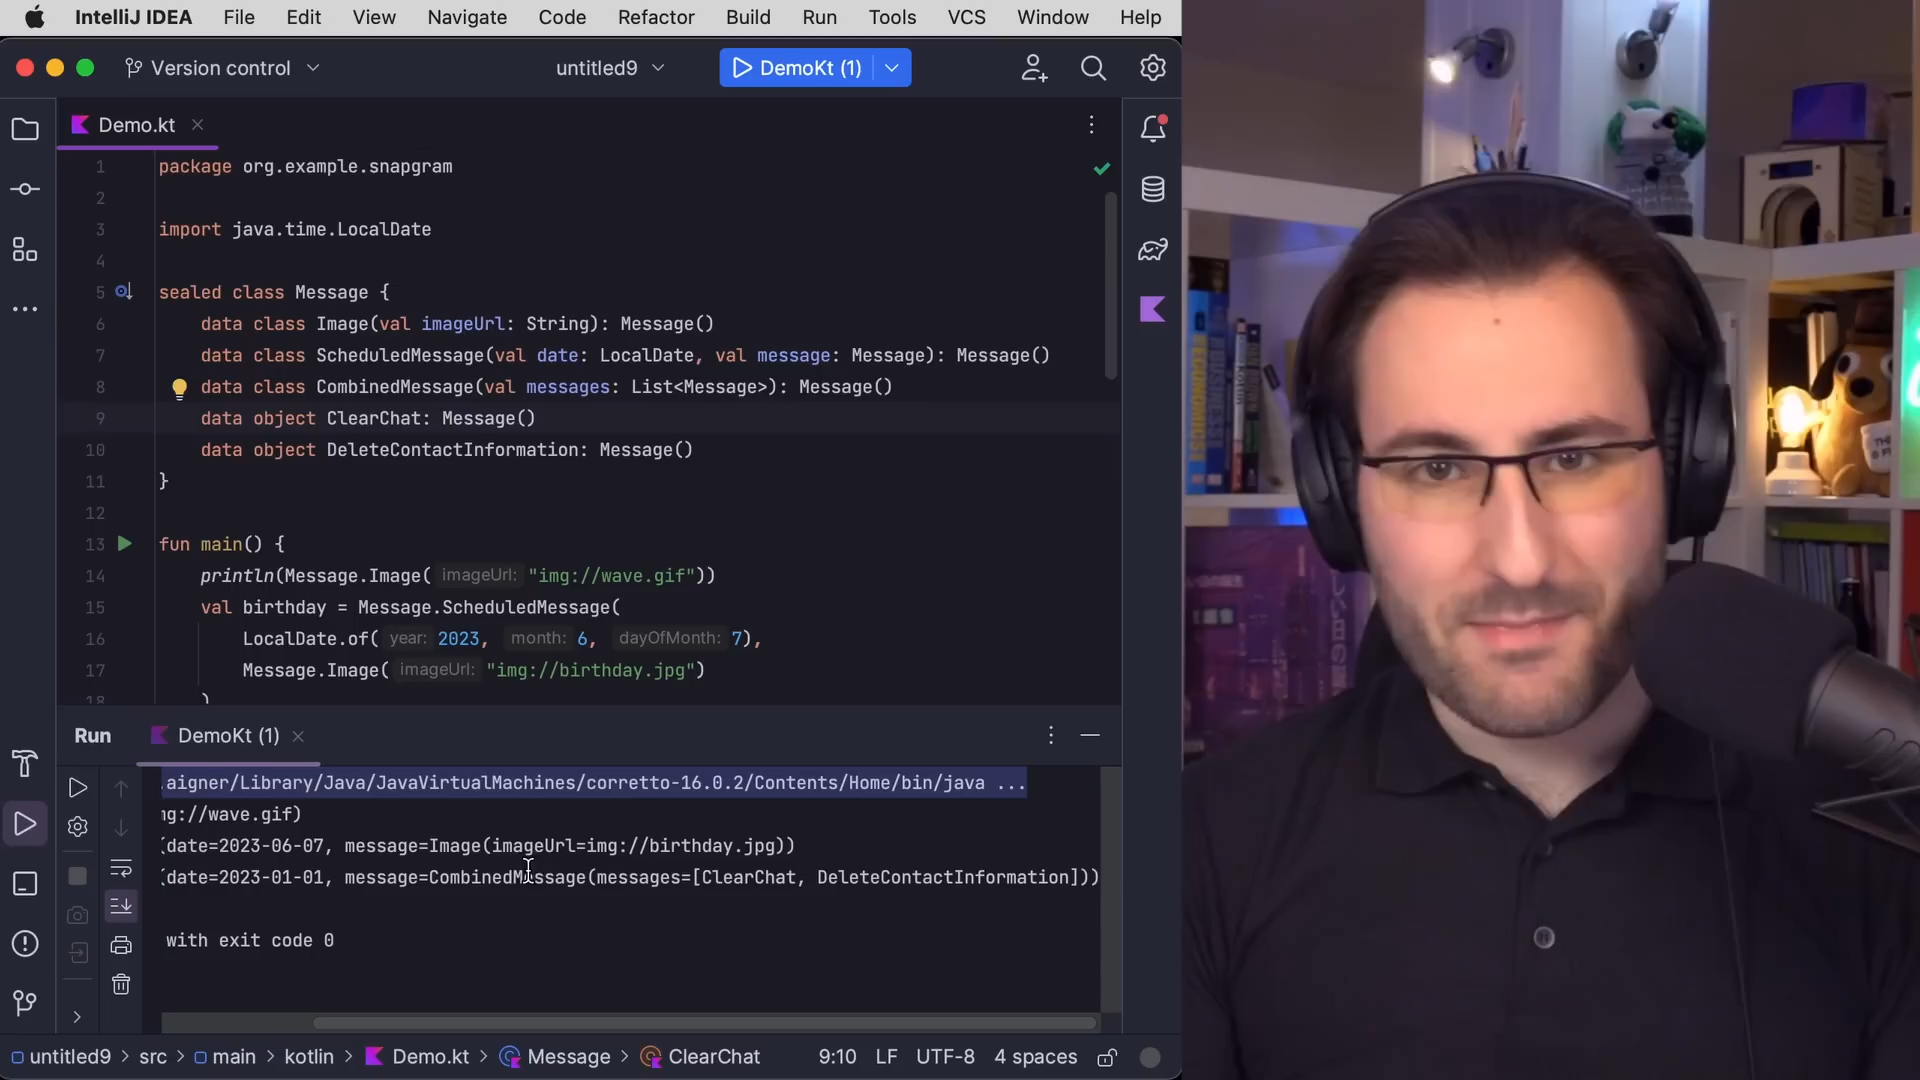 IntelliJ IDEA File Edit View Navigate Code Refactor Build Run Tools VCS Window Help
Version control untitled9 DemoKt (1)
Demo.kt
1 package org.example.snapgram
2
3 import java.time.LocalDate
4
5 sealed class Message {
6 data class Image(val imageUrl: String): Message()
7 data class ScheduledMessage(val date: LocalDate, val message: Message): Message()
8 data class CombinedMessage(val messages: List<Message>): Message()
9 data object ClearChat: Message()
10 data object DeleteContactInformation: Message()
11 }
12
13 fun main() {
14 println(Message.Image( imageUrl: "img://wave.gif"))
15 val birthday = Message.ScheduledMessage(
16 LocalDate.of( year: 2023, month: 6, dayOfMonth: 7),
17 Message.Image( imageUrl: "img://birthday.jpg")
18 )
Run DemoKt (1)
.aigner/Library/Java/JavaVirtualMachines/corretto-16.0.2/Contents/Home/bin/java ...
mg://wave.gif)
(date=2023-06-07, message=Image(imageUrl=img://birthday.jpg))
(date=2023-01-01, message=CombinedMessage(messages=[ClearChat, DeleteContactInformation]))
with exit code 0
untitled9 > src > main > kotlin > Demo.kt > Message > ClearChat 9:10 LF UTF-8 4 spaces
ECONOMICS